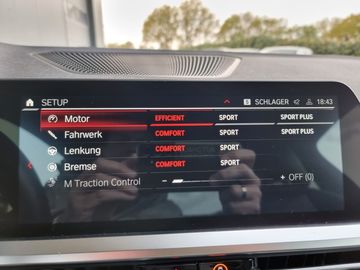 SETUP S SCHLAGER 18:43
Motor EFFICIENT SPORT SPORT PLUS
Fahrwerk COMFORT SPORT SPORT PLUS
Lenkung COMFORT SPORT
Bremse COMFORT SPORT
M Traction Control − + OFF (0)